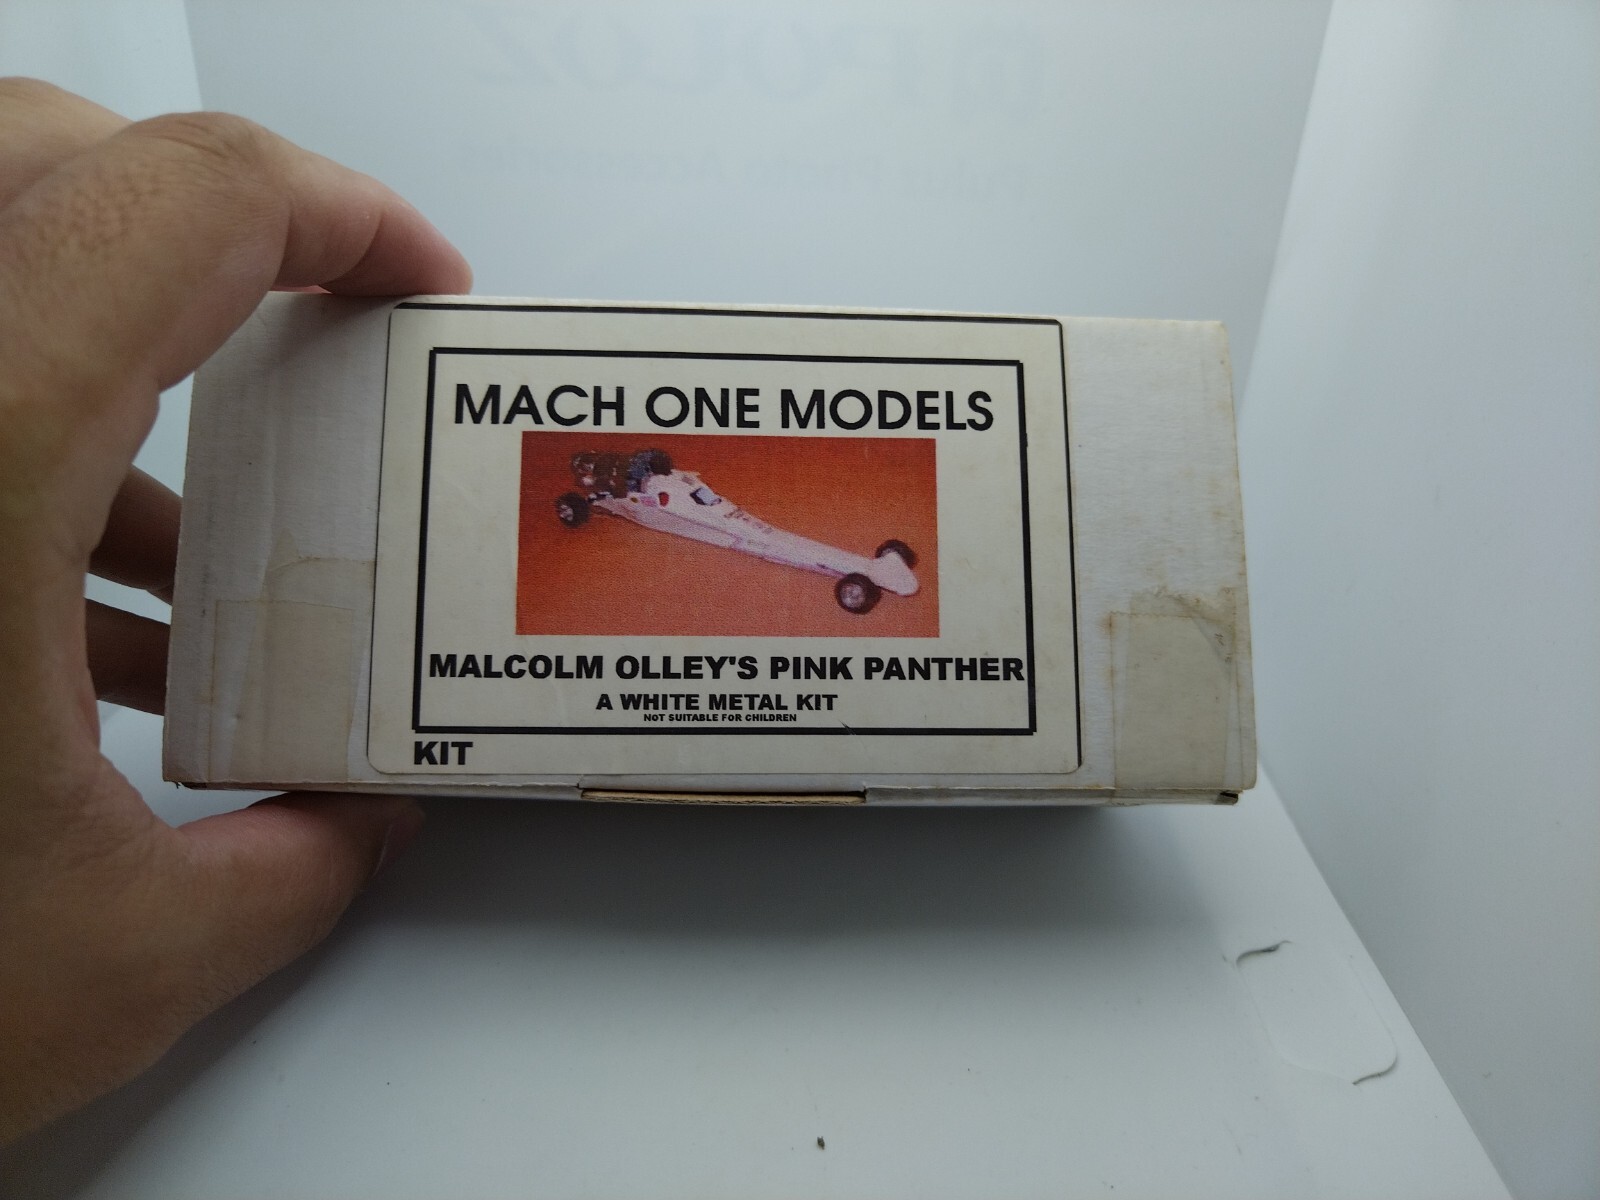 MACH ONE MODELS
MALCOLM OLLEY'S PINK PANTHER
A WHITE METAL KIT
NOT SUITABLE FOR CHILDREN
KIT